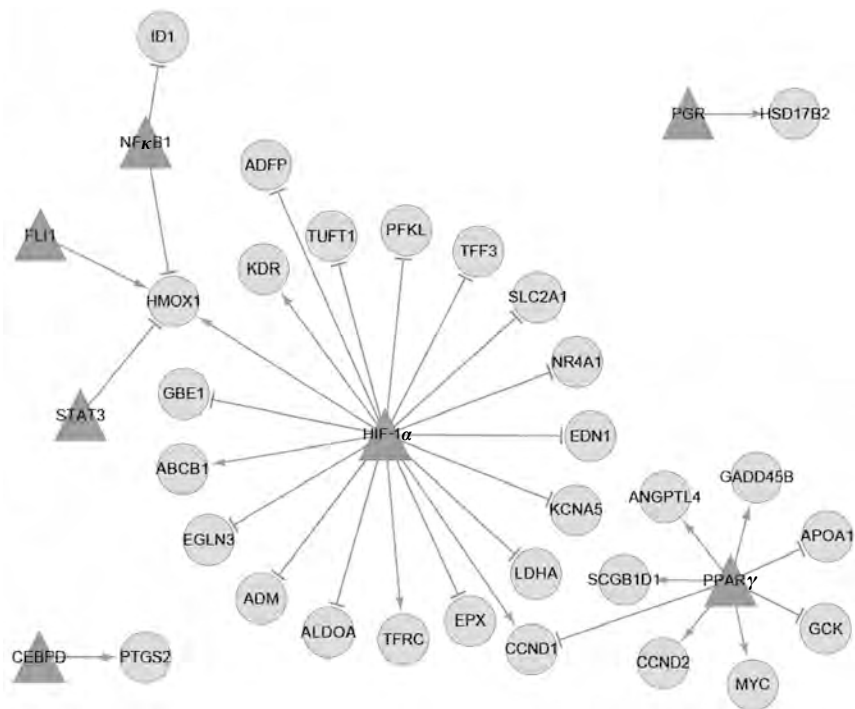 ID1
PGR
HSD17B2
NFκB1
ADFP
FLI1
TUFT1
PFKL
TFF3
KDR
HMOX1
SLC2A1
NR4A1
GBE1
STAT3
HIF-1α
EDN1
ABCB1
ANGPTL4
GADD45B
KCNA5
APOA1
EGLN3
LDHA
SCGB1D1
PPARγ
ADM
EPX
GCK
ALDOA
TFRC
CCND1
CEBPD
PTGS2
CCND2
MYC